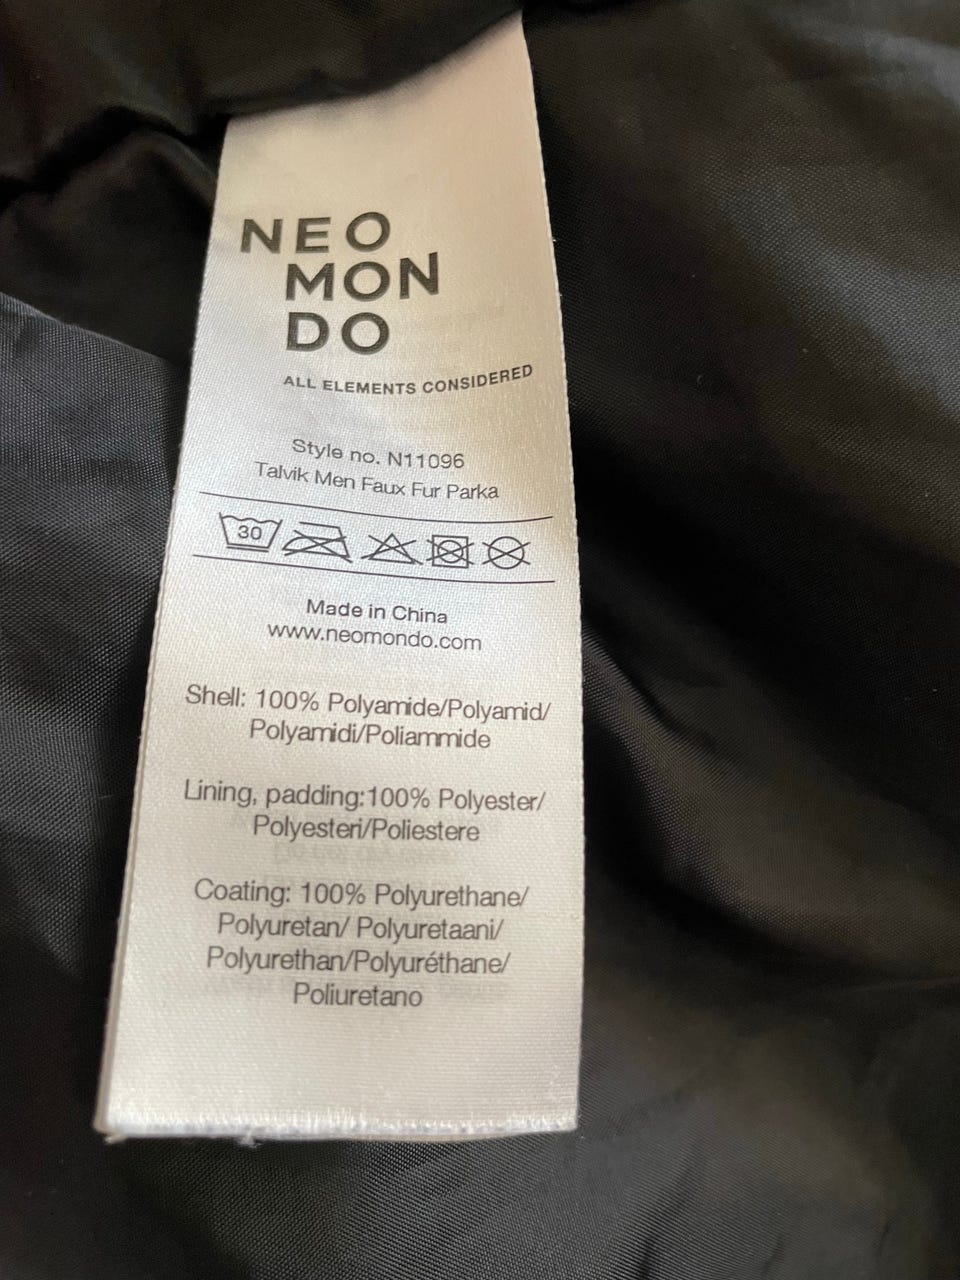 NEO
MON
DO
ALL ELEMENTS CONSIDERED
Style no. N11096
Talvik Men Faux Fur Parka
30
Made in China
www.neomondo.com
Shell: 100% Polyamide/Polyamid/
Polyamidi/Poliammide
Lining, padding:100% Polyester/
Polyesteri/Poliestere
Coating: 100% Polyurethane/
Polyuretan/ Polyuretaani/
Polyurethan/Polyuréthane/
Poliuretano